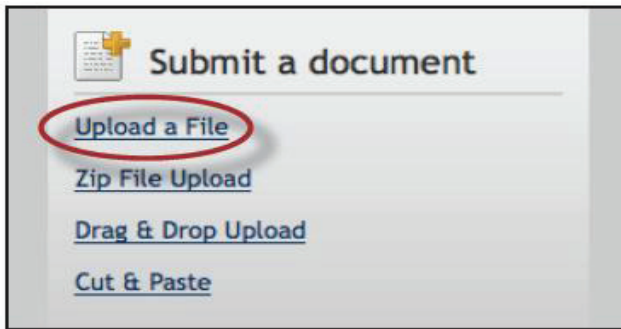 Submit a document
Upload a File
Zip File Upload
Drag & Drop Upload
Cut & Paste